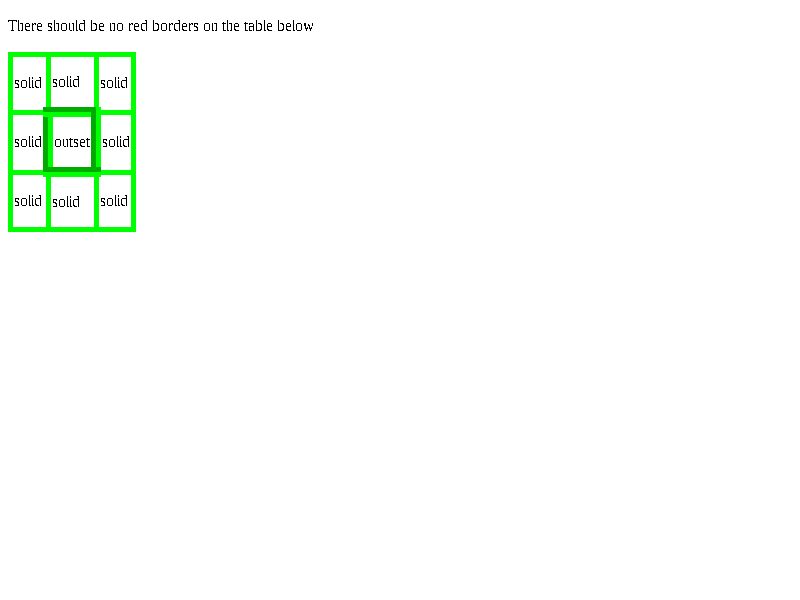 There should be no red borders on the table below
solid solid solid
solid outset solid
solid solid solid